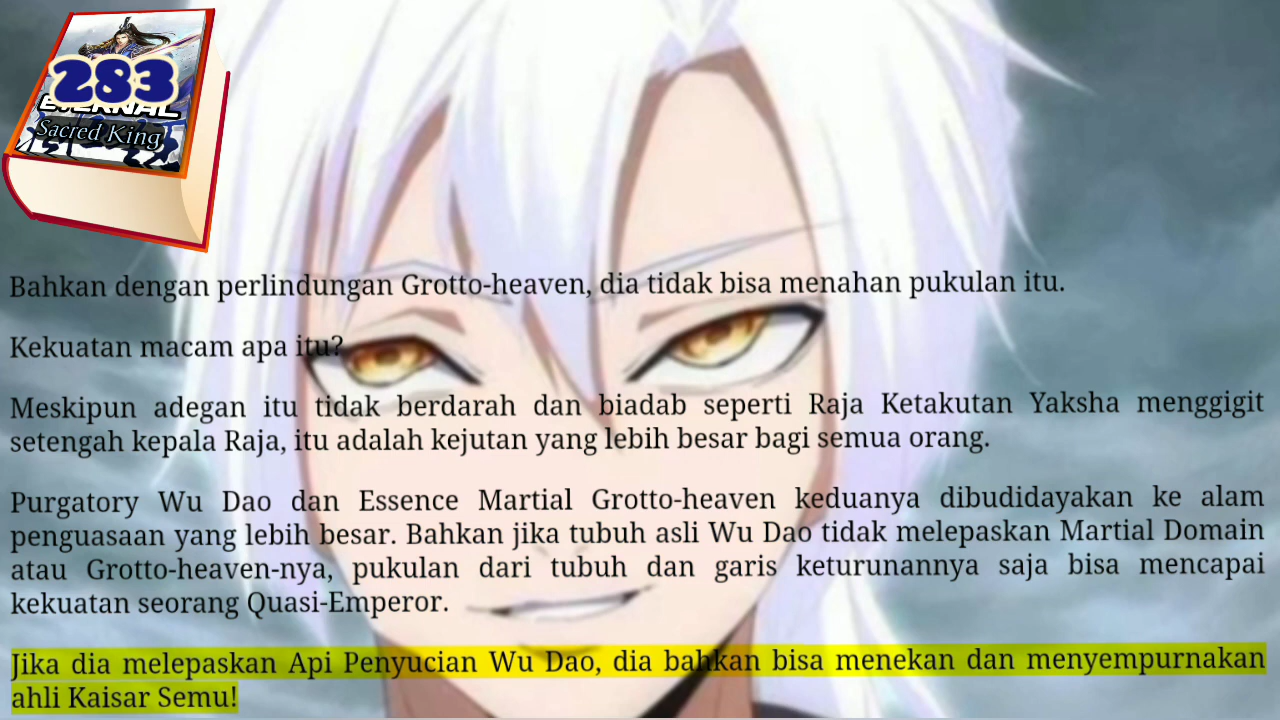 283
ETERNAL
Sacred King
Bahkan dengan perlindungan Grotto-heaven, dia tidak bisa menahan pukulan itu.
Kekuatan macam apa itu?
Meskipun adegan itu tidak berdarah dan biadab seperti Raja Ketakutan Yaksha menggigit
setengah kepala Raja, itu adalah kejutan yang lebih besar bagi semua orang.
Purgatory Wu Dao dan Essence Martial Grotto-heaven keduanya dibudidayakan ke alam
penguasaan yang lebih besar. Bahkan jika tubuh asli Wu Dao tidak melepaskan Martial Domain
atau Grotto-heaven-nya, pukulan dari tubuh dan garis keturunannya saja bisa mencapai
kekuatan seorang Quasi-Emperor.
Jika dia melepaskan Api Penyucian Wu Dao, dia bahkan bisa menekan dan menyempurnakan
ahli Kaisar Semu!